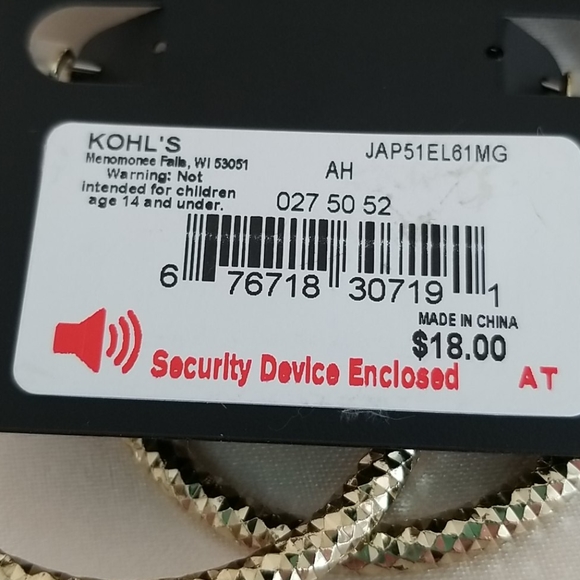 KOHL'S
Menomonee Falls, WI 53051
Warning: Not
intended for children
age 14 and under.
JAP51EL61MG
AH
027 50 52
6 76718 30719 1
MADE IN CHINA
$18.00
Security Device Enclosed
AT